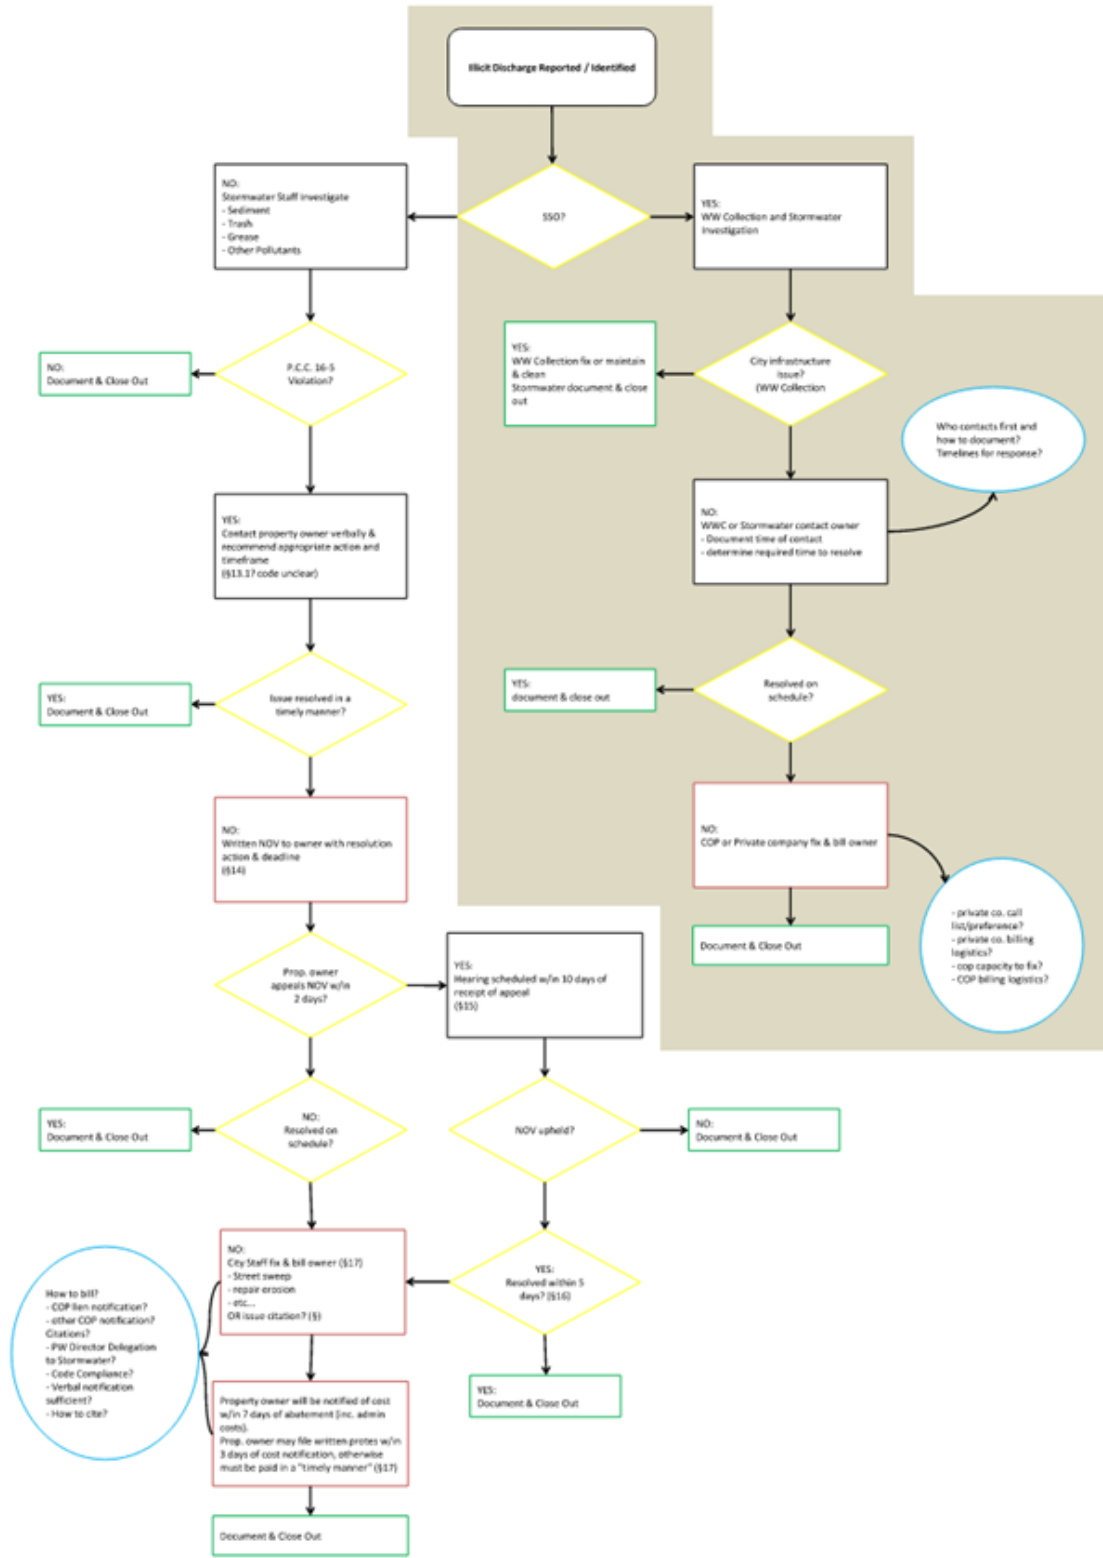 Illicit Discharge Reported / Identified
SSO?
NO:
Stormwater Staff Investigate
- Sediment
- Trash
- Grease
- Other Pollutants
YES:
WW Collection and Stormwater
Investigation
P.C.C. 16-5
Violation?
NO:
Document & Close Out
YES:
WW Collection fix or maintain
& clean
Stormwater document & close
out
City infrastructure
issue?
(WW Collection
Who contacts first and
how to document?
Timelines for response?
YES:
Contact property owner verbally &
recommend appropriate action and
timeframe
(§13.1? code unclear)
NO:
WWC or Stormwater contact owner
- Document time of contact
- determine required time to resolve
YES:
Document & Close Out
Issue resolved in a
timely manner?
YES:
document & close out
Resolved on
schedule?
NO:
Written NOV to owner with resolution
action & deadline
(§14)
NO:
COP or Private company fix & bill owner
- private co. call
list/preference?
- private co. billing
logistics?
- cop capacity to fix?
- COP billing logistics?
Document & Close Out
Prop. owner
appeals NOV w/in
2 days?
YES:
Hearing scheduled w/in 10 days of
receipt of appeal
(§15)
YES:
Document & Close Out
NO:
Resolved on
schedule?
NOV upheld?
NO:
Document & Close Out
NO:
City Staff fix & bill owner (§17)
- Street sweep
- repair erosion
- etc...
OR issue citation? (§)
YES:
Resolved within 5
days? (§16)
How to bill?
- COP lien notification?
- other COP notification?
Citations?
- PW Director Delegation
to Stormwater?
- Code Compliance?
- Verbal notification
sufficient?
- How to cite?
YES:
Document & Close Out
Property owner will be notified of cost
w/in 7 days of abatement (inc. admin
costs).
Prop. owner may file written protes w/in
3 days of cost notification, otherwise
must be paid in a "timely manner" (§17)
Document & Close Out